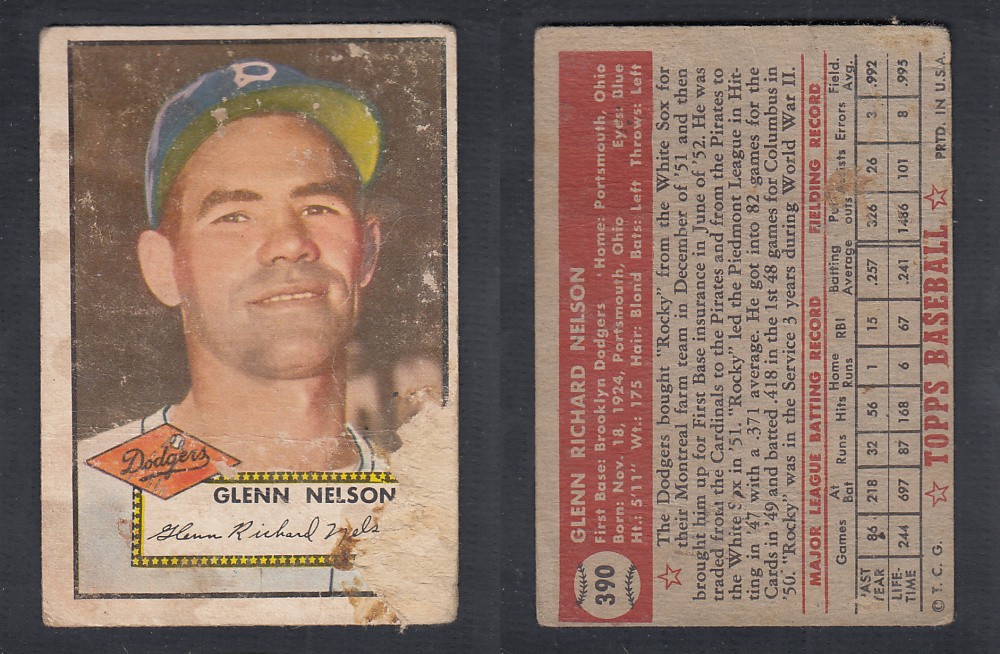 Dodgers
GLENN NELSON
Glenn Richard Nels
390
GLENN RICHARD NELSON
First Base: Brooklyn Dodgers Home: Portsmouth, Ohio
Born: Nov. 18, 1924, Portsmouth, Ohio Eyes: Blue
Ht.: 5'11" Wt.: 175 Hair: Blond Bats: Left Throws: Left
The Dodgers bought "Rocky" from the White Sox for
their Montreal farm team in December of '51 and then
brought him up for First Base insurance in June of '52. He was
traded from the Cardinals to the Pirates and from the Pirates to
the White Sox in '51. "Rocky" led the Piedmont League in Hit-
ting in '47 with a .371 average. He got into 82 games for the
Cards in '49 and batted .418 in the 1st 48 games for Columbus in
'50. "Rocky" was in the Service 3 years during World War II.
MAJOR LEAGUE BATTING RECORD FIELDING RECORD
Games At Bat Runs Hits Home Runs RBI Batting Average outs Errors Field. Avg.
YEAR 86 218 32 56 1 15 .257 326 26 3 .992
LIFE-TIME 244 697 87 168 6 67 .241 1486 101 8 .995
© T. C. G. TOPPS BASEBALL PRTD. IN U.S.A.